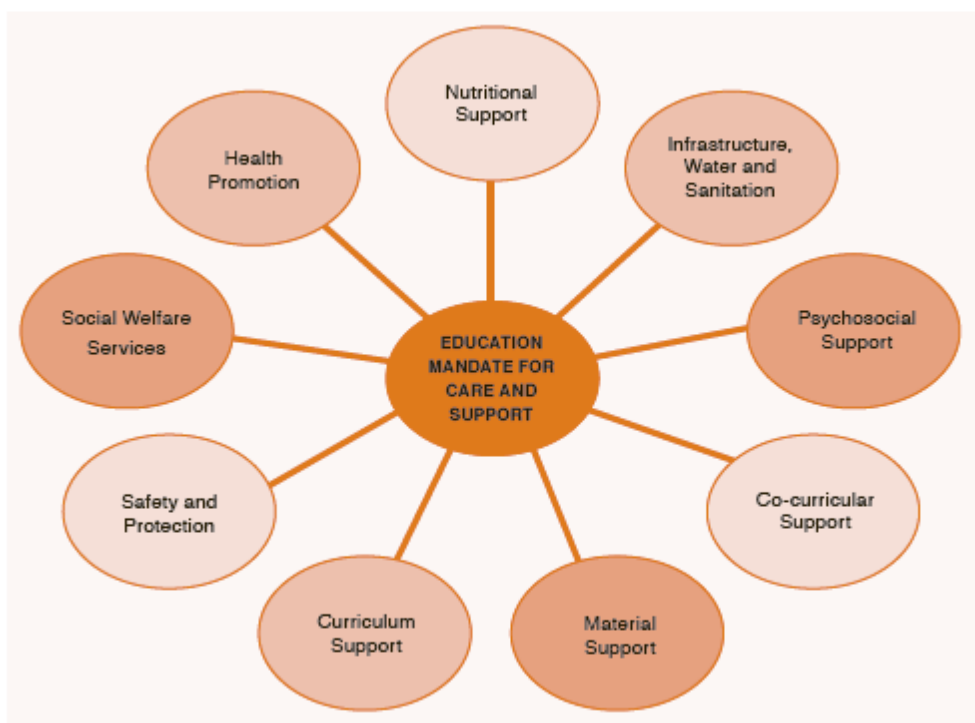 Nutritional
Support
Infrastructure,
Water and
Sanitation
Psychosocial
Support
Co-curricular
Support
Material
Support
Curriculum
Support
Safety and
Protection
Social Welfare
Services
Health
Promotion
EDUCATION
MANDATE FOR
CARE AND
SUPPORT